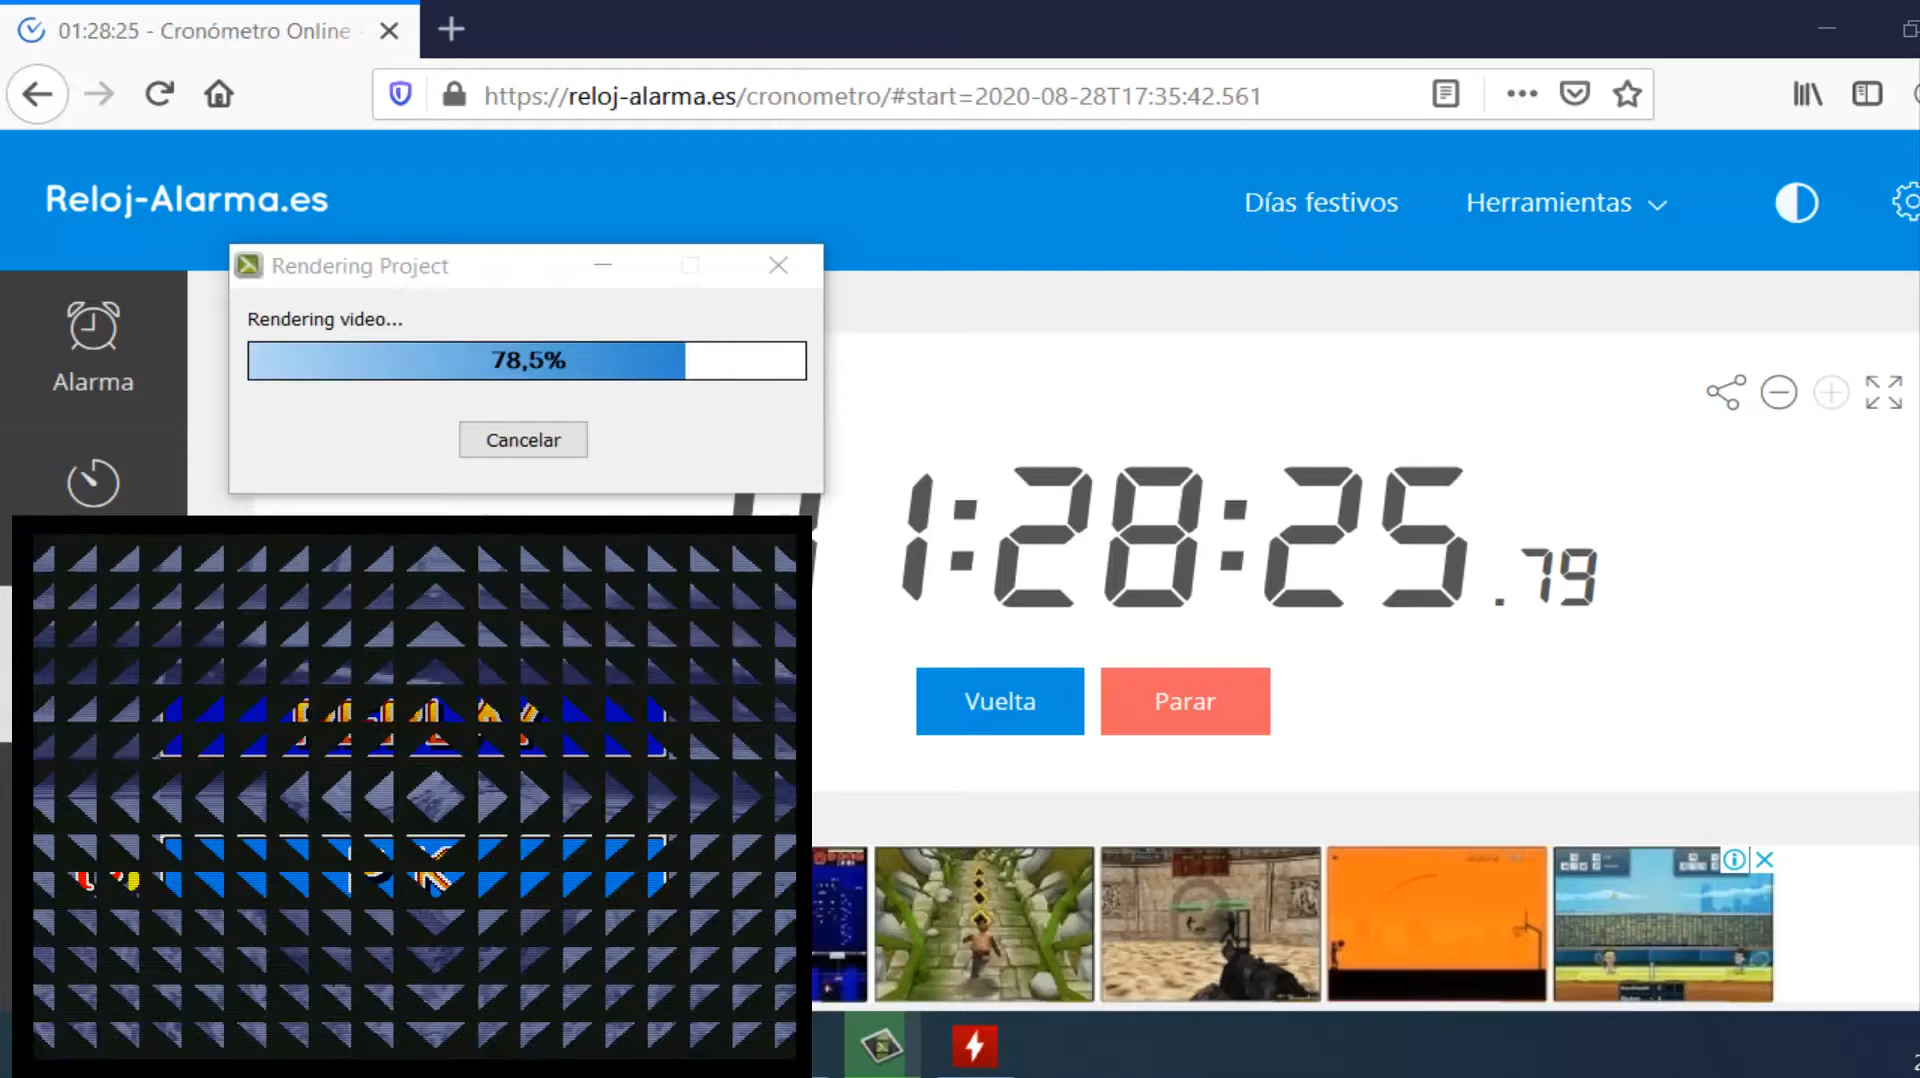 01:28:25 - Cronómetro Online
https://reloj-alarma.es/cronometro/#start=2020-08-28T17:35:42.561
Reloj-Alarma.es
Días festivos
Herramientas
Rendering Project
Rendering video...
78,5%
Cancelar
Alarma
1:28:25.79
Vuelta
Parar